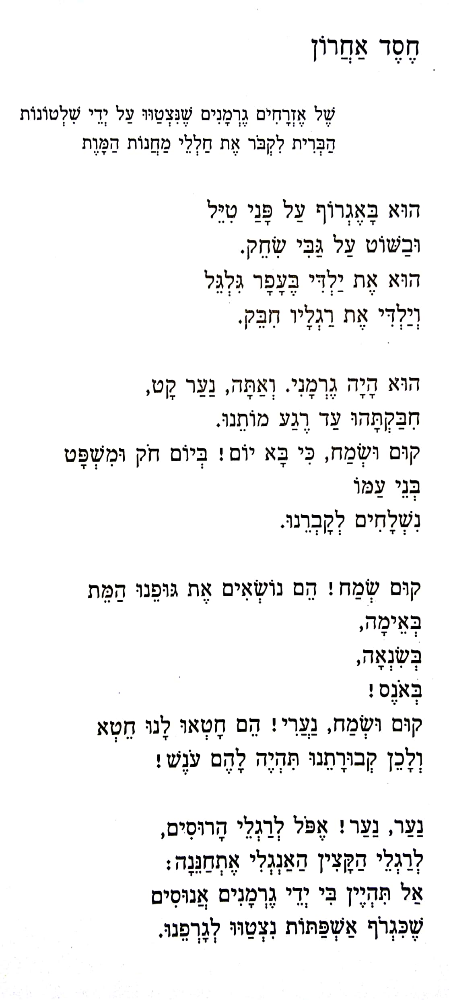 חֶסֶד אַחֲרוֹן
שֶׁל אֶזְרָחִים גֶּרְמָנִים שֶׁנִּצְטַוּוּ עַל יְדֵי שִׁלְטוֹנוֹת
הַבְּרִית לִקְבֹּר אֶת חַלְלֵי מַחֲנוֹת הַמָּוֶת
הוּא בָּאֶגְרוֹף עַל פָּנַי טִיֵּל
וּבַשּׁוֹט עַל גַּבִּי שִׂחֵק.
הוּא אֶת יַלְדִּי בֶּעָפָר גִּלְגֵּל
וְיַלְדִּי אֶת רַגְלָיו חִבֵּק.
הוּא הָיָה גֶּרְמָנִי. וְאַתָּה, נַעַר קָט,
חִבַּקְתָּהוּ עַד רֶגַע מוֹתֵנוּ.
קוּם וּשְׂמַח, כִּי בָּא יוֹם! בְּיוֹם חֹק וּמִשְׁפָּט
בְּנֵי עַמּוֹ
נִשְׁלָחִים לְקָבְרֵנוּ.
קוּם שְׂמַח! הֵם נוֹשְׂאִים אֶת גּוּפֵנוּ הַמֵּת
בְּאֵימָה,
בְּשִׂנְאָה,
בְּאֹנֶס!
קוּם וּשְׂמַח, נַעֲרִי! הֵם חָטְאוּ לָנוּ חֵטְא
וְלָכֵן קְבוּרָתֵנוּ תִּהְיֶה לָהֶם עֹנֶשׁ!
נַעַר, נַעַר! אֶפֹּל לְרַגְלֵי הָרוּסִים,
לְרַגְלֵי הַקָּצִין הָאַנְגְלִי אֶתְחַנֵּנָה:
אַל תִּהְיֶין בִּי יְדֵי גֶּרְמָנִים אֲנוּסִים
שֶׁכִּגְרֹף אַשְׁפַּתּוֹת נִצְטַוּוּ לְגָרְפֵנוּ.